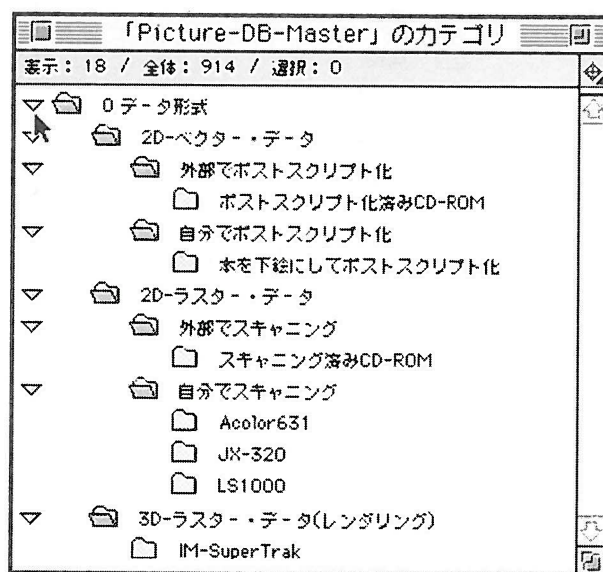 「Picture-DB-Master」のカテゴリ
表示：18 / 全体：914 / 選択：0
0 データ形式
2D-ベクター・データ
外部でポストスクリプト化
ポストスクリプト化済みCD-ROM
自分でポストスクリプト化
本を下絵にしてポストスクリプト化
2D-ラスター・データ
外部でスキャニング
スキャニング済みCD-ROM
自分でスキャニング
Acolor631
JX-320
LS1000
3D-ラスター・データ(レンダリング)
IM-SuperTrak